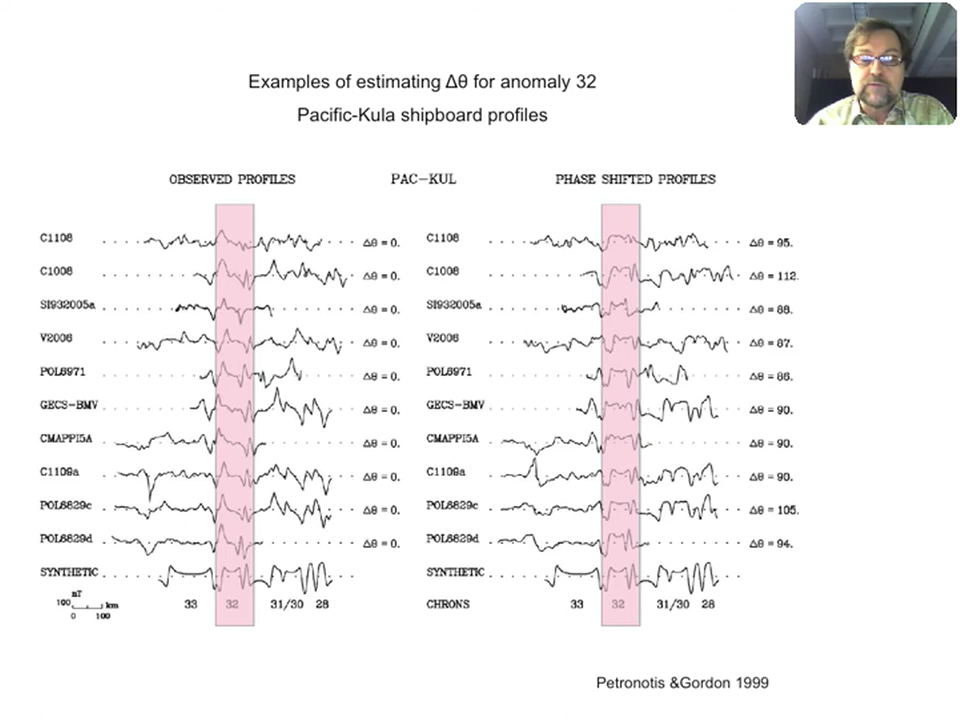 Examples of estimating Δθ for anomaly 32
Pacific-Kula shipboard profiles
OBSERVED PROFILES PAC-KUL PHASE SHIFTED PROFILES
C1108 Δθ = 0. C1108 Δθ = 95.
C1008 Δθ = 0. C1008 Δθ = 112.
SI932005a Δθ = 0. SI932005a Δθ = 88.
V2006 Δθ = 0. V2006 Δθ = 87.
POL6971 Δθ = 0. POL6971 Δθ = 86.
GECS-BMV Δθ = 0. GECS-BMV Δθ = 90.
CMAPPI5A Δθ = 0. CMAPPI5A Δθ = 90.
C1109a Δθ = 0. C1109a Δθ = 90.
POL6829c Δθ = 0. POL6829c Δθ = 105.
POL6829d Δθ = 0. POL6829d Δθ = 94.
SYNTHETIC SYNTHETIC
nT
100 km 33 32 31/30 28 CHRONS 33 32 31/30 28
0 100
Petronotis &Gordon 1999